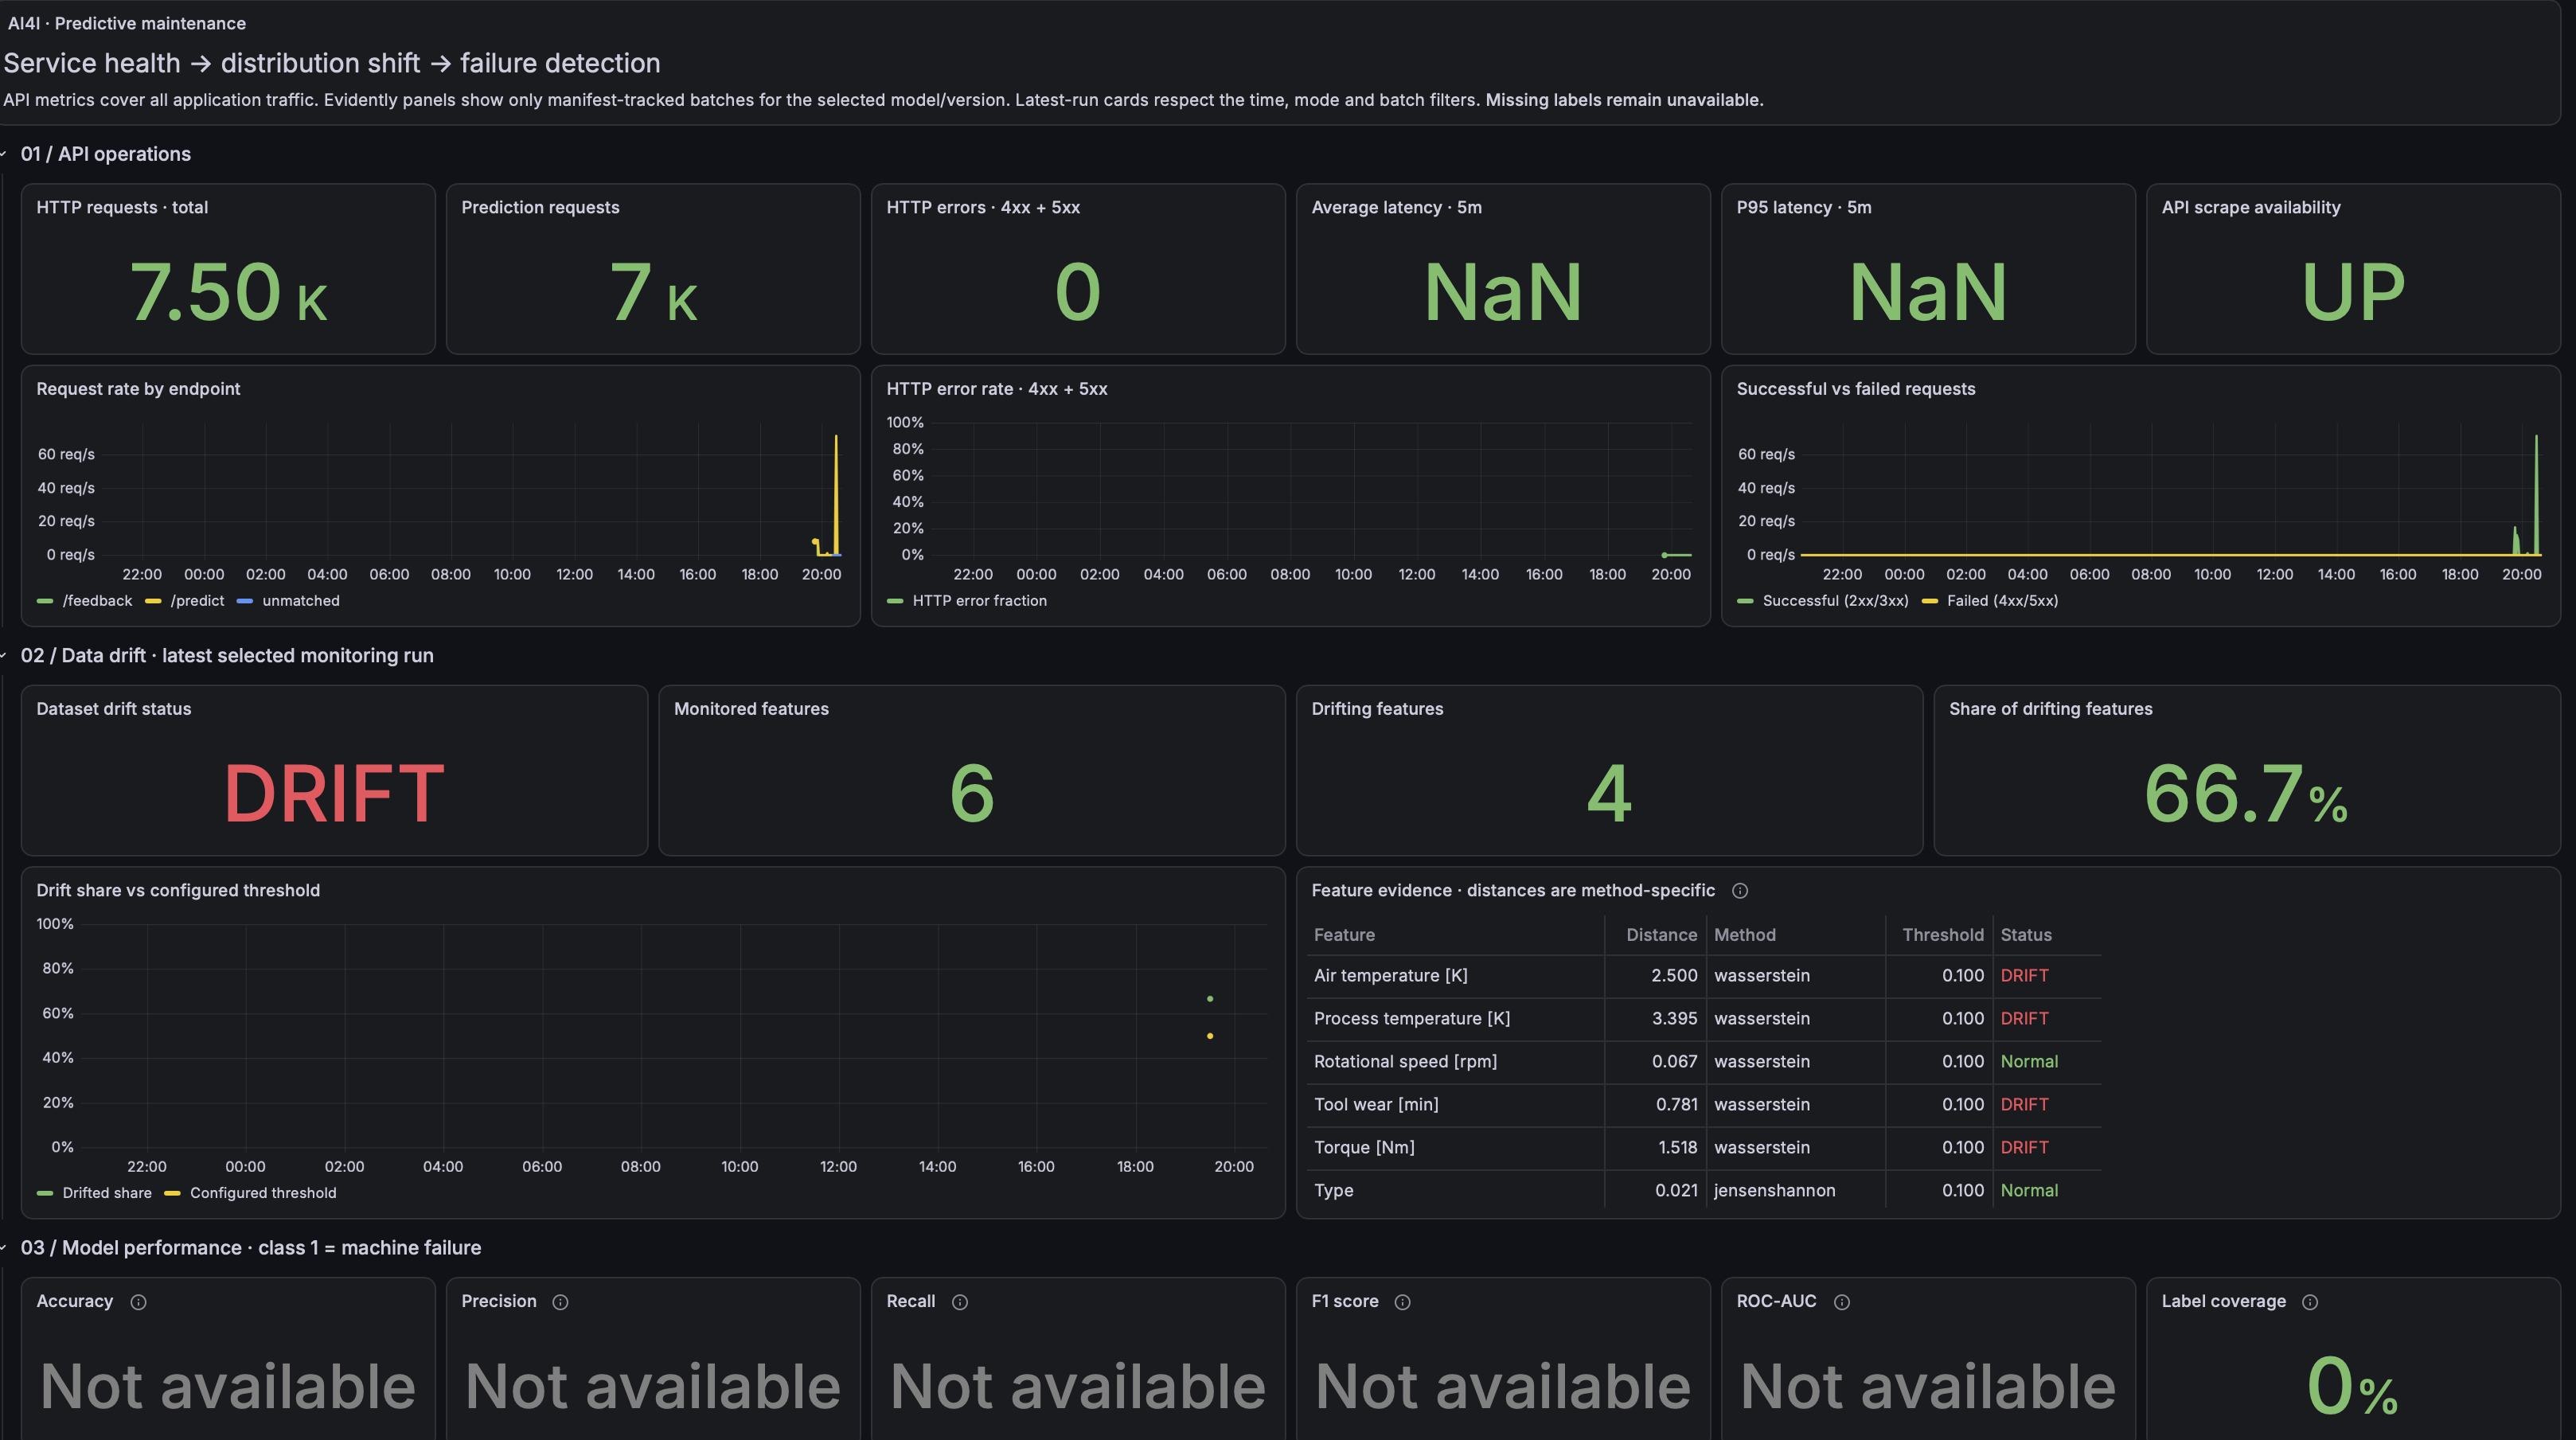 AI4I · Predictive maintenance
Service health → distribution shift → failure detection
API metrics cover all application traffic. Evidently panels show only manifest-tracked batches for the selected model/version. Latest-run cards respect the time, mode and batch filters. Missing labels remain unavailable.
01 / API operations
HTTP requests · total
7.50 K
Prediction requests
7 K
HTTP errors · 4xx + 5xx
0
Average latency · 5m
NaN
P95 latency · 5m
NaN
API scrape availability
UP
Request rate by endpoint
60 req/s
40 req/s
20 req/s
0 req/s
22:00 00:00 02:00 04:00 06:00 08:00 10:00 12:00 14:00 16:00 18:00 20:00
/feedback /predict unmatched
HTTP error rate · 4xx + 5xx
100%
80%
60%
40%
20%
0%
22:00 00:00 02:00 04:00 06:00 08:00 10:00 12:00 14:00 16:00 18:00 20:00
HTTP error fraction
Successful vs failed requests
60 req/s
40 req/s
20 req/s
0 req/s
22:00 00:00 02:00 04:00 06:00 08:00 10:00 12:00 14:00 16:00 18:00 20:00
Successful (2xx/3xx) Failed (4xx/5xx)
02 / Data drift · latest selected monitoring run
Dataset drift status
DRIFT
Monitored features
6
Drifting features
4
Share of drifting features
66.7%
Drift share vs configured threshold
100%
80%
60%
40%
20%
0%
22:00 00:00 02:00 04:00 06:00 08:00 10:00 12:00 14:00 16:00 18:00 20:00
Drifted share Configured threshold
Feature evidence · distances are method-specific
Feature Distance Method Threshold Status
Air temperature [K] 2.500 wasserstein 0.100 DRIFT
Process temperature [K] 3.395 wasserstein 0.100 DRIFT
Rotational speed [rpm] 0.067 wasserstein 0.100 Normal
Tool wear [min] 0.781 wasserstein 0.100 DRIFT
Torque [Nm] 1.518 wasserstein 0.100 DRIFT
Type 0.021 jensenshannon 0.100 Normal
03 / Model performance · class 1 = machine failure
Accuracy
Not available
Precision
Not available
Recall
Not available
F1 score
Not available
ROC-AUC
Not available
Label coverage
0%